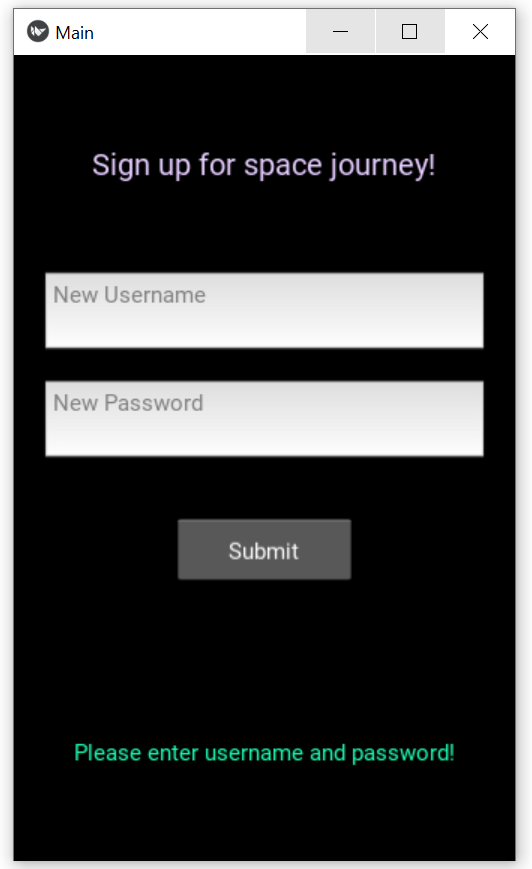 Main
Sign up for space journey!
New Username
New Password
Submit
Please enter username and password!